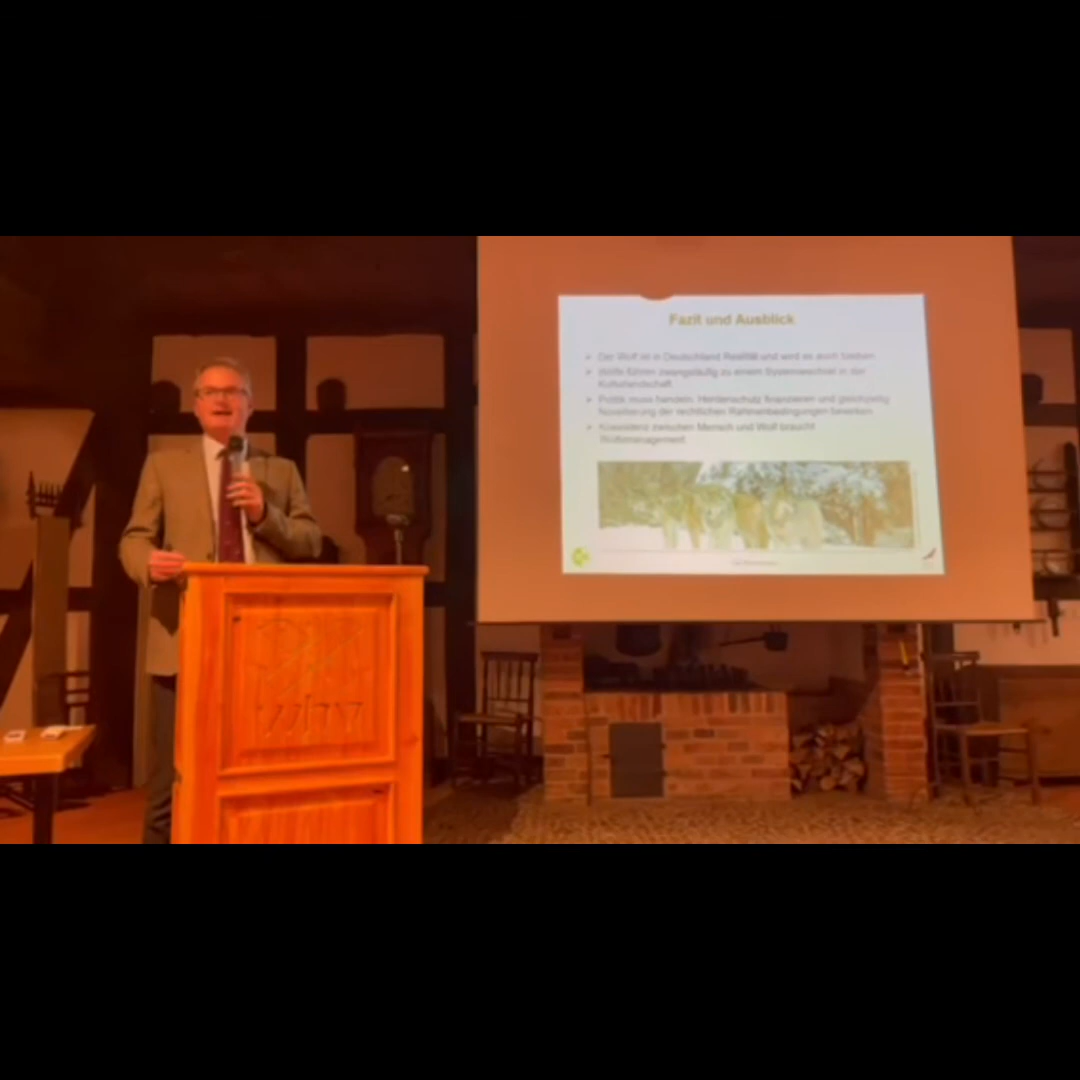 Fazit und Ausblick
Der Wolf ist in Deutschland Realität und wird es auch bleiben
Wölfe führen zwangsläufig zu einem Systemwechsel in der
Kulturlandschaft
Politik muss handeln: Herdenschutz finanzieren und gleichzeitig
Novellierung der rechtlichen Rahmenbedingungen
zwischen Mensch und Wolf braucht
Wolfsmanagement